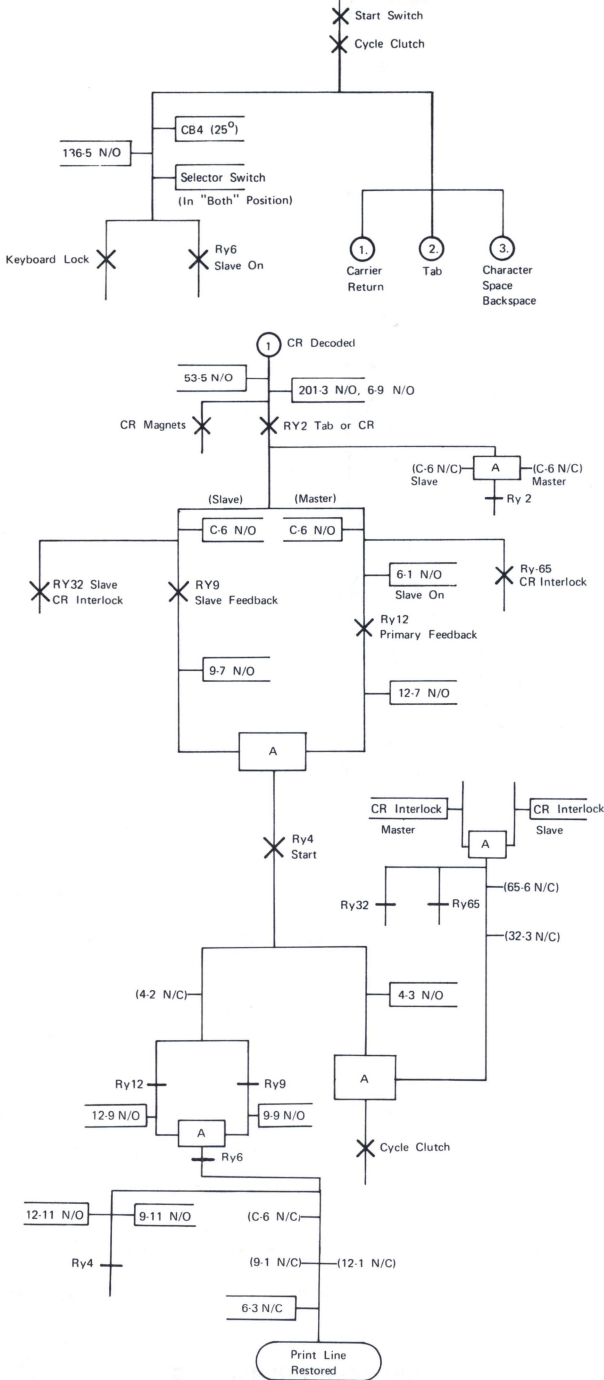 Start Switch
Cycle Clutch
CB4 (25°)
136-5 N/O
Selector Switch
(In "Both" Position)
Keyboard Lock
Ry6
Slave On
1.
2.
3.
Carrier
Return
Tab
Character
Space
Backspace
1
CR Decoded
53-5 N/O
201-3 N/O, 6-9 N/O
CR Magnets
RY2 Tab or CR
(C-6 N/C)
Slave
A
(C-6 N/C)
Master
Ry 2
(Slave)
(Master)
C-6 N/O
C-6 N/O
RY32 Slave
CR Interlock
RY9
Slave Feedback
6-1 N/O
Slave On
Ry-65
CR Interlock
Ry12
Primary Feedback
9-7 N/O
12-7 N/O
A
CR Interlock
Master
CR Interlock
Slave
A
Ry4
Start
Ry32
Ry65
(65-6 N/C)
(32-3 N/C)
(4-2 N/C)
4-3 N/O
Ry12
Ry9
A
12-9 N/O
9-9 N/O
A
Cycle Clutch
Ry6
12-11 N/O
9-11 N/O
(C-6 N/C)
Ry4
(9-1 N/C)
(12-1 N/C)
6-3 N/C
Print Line
Restored